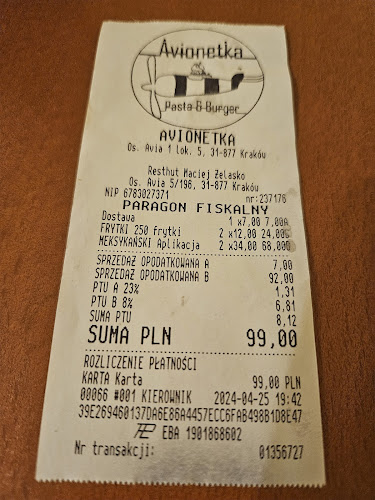 Avionetka
Pasta & Burger
AVIONETKA
Os. Avia 1 lok. 5, 31-877 Kraków
Resthut Maciej Żelasko
Os. Avia 5/196, 31-877 Kraków
NIP 6783027371 nr:237176
PARAGON FISKALNY
Dostawa 1 x7,00 7,00A
FRYTKI 250 frytki 2 x12,00 24,00B
MEKSYKAŃSKI Aplikacja 2 x34,00 68,00B
SPRZEDAŻ OPODATKOWANA A 7,00
SPRZEDAŻ OPODATKOWANA B 92,00
PTU A 23% 1,31
PTU B 8% 6,81
SUMA PTU 8,12
SUMA PLN 99,00
ROZLICZENIE PŁATNOŚCI
KARTA Karta 99,00 PLN
00066 #001 KIEROWNIK 2024-04-25 19:42
39E269460137DA6E86A4457ECC6FAB498B1D8E47
EBA 1901868602
Nr transakcji: 01356727